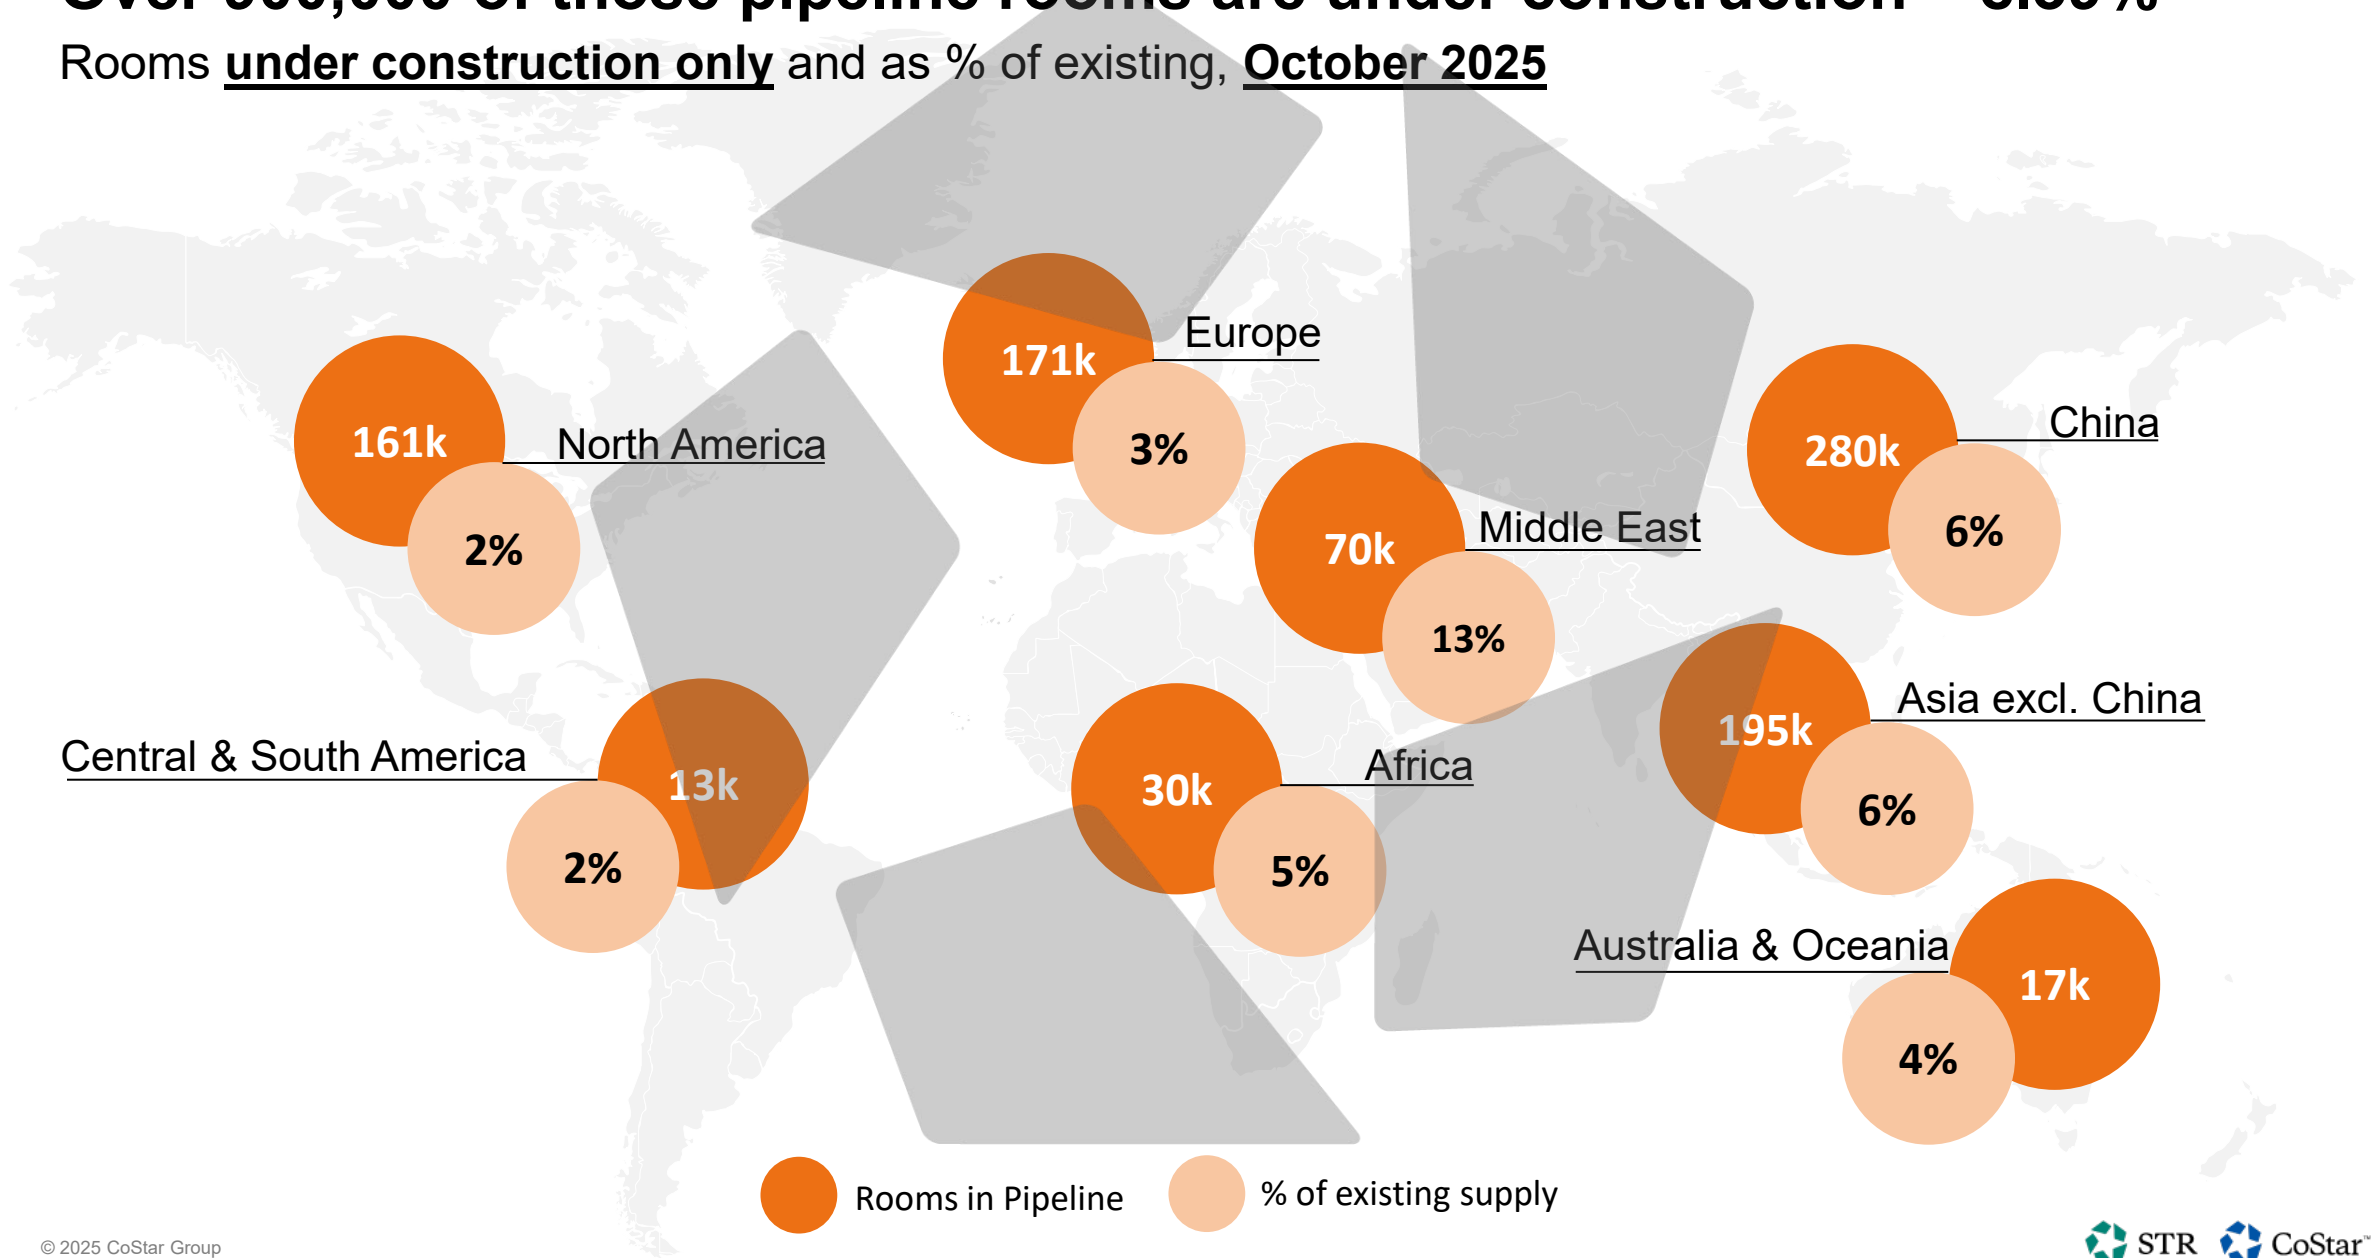 Rooms under construction only and as % of existing, October 2025
171k
Europe
3%
161k
North America
2%
280k
China
6%
70k
Middle East
13%
195k
Asia excl. China
6%
Central & South America
13k
2%
30k
Africa
5%
Australia & Oceania
17k
4%
Rooms in Pipeline
% of existing supply
© 2025 CoStar Group
STR
CoStar™